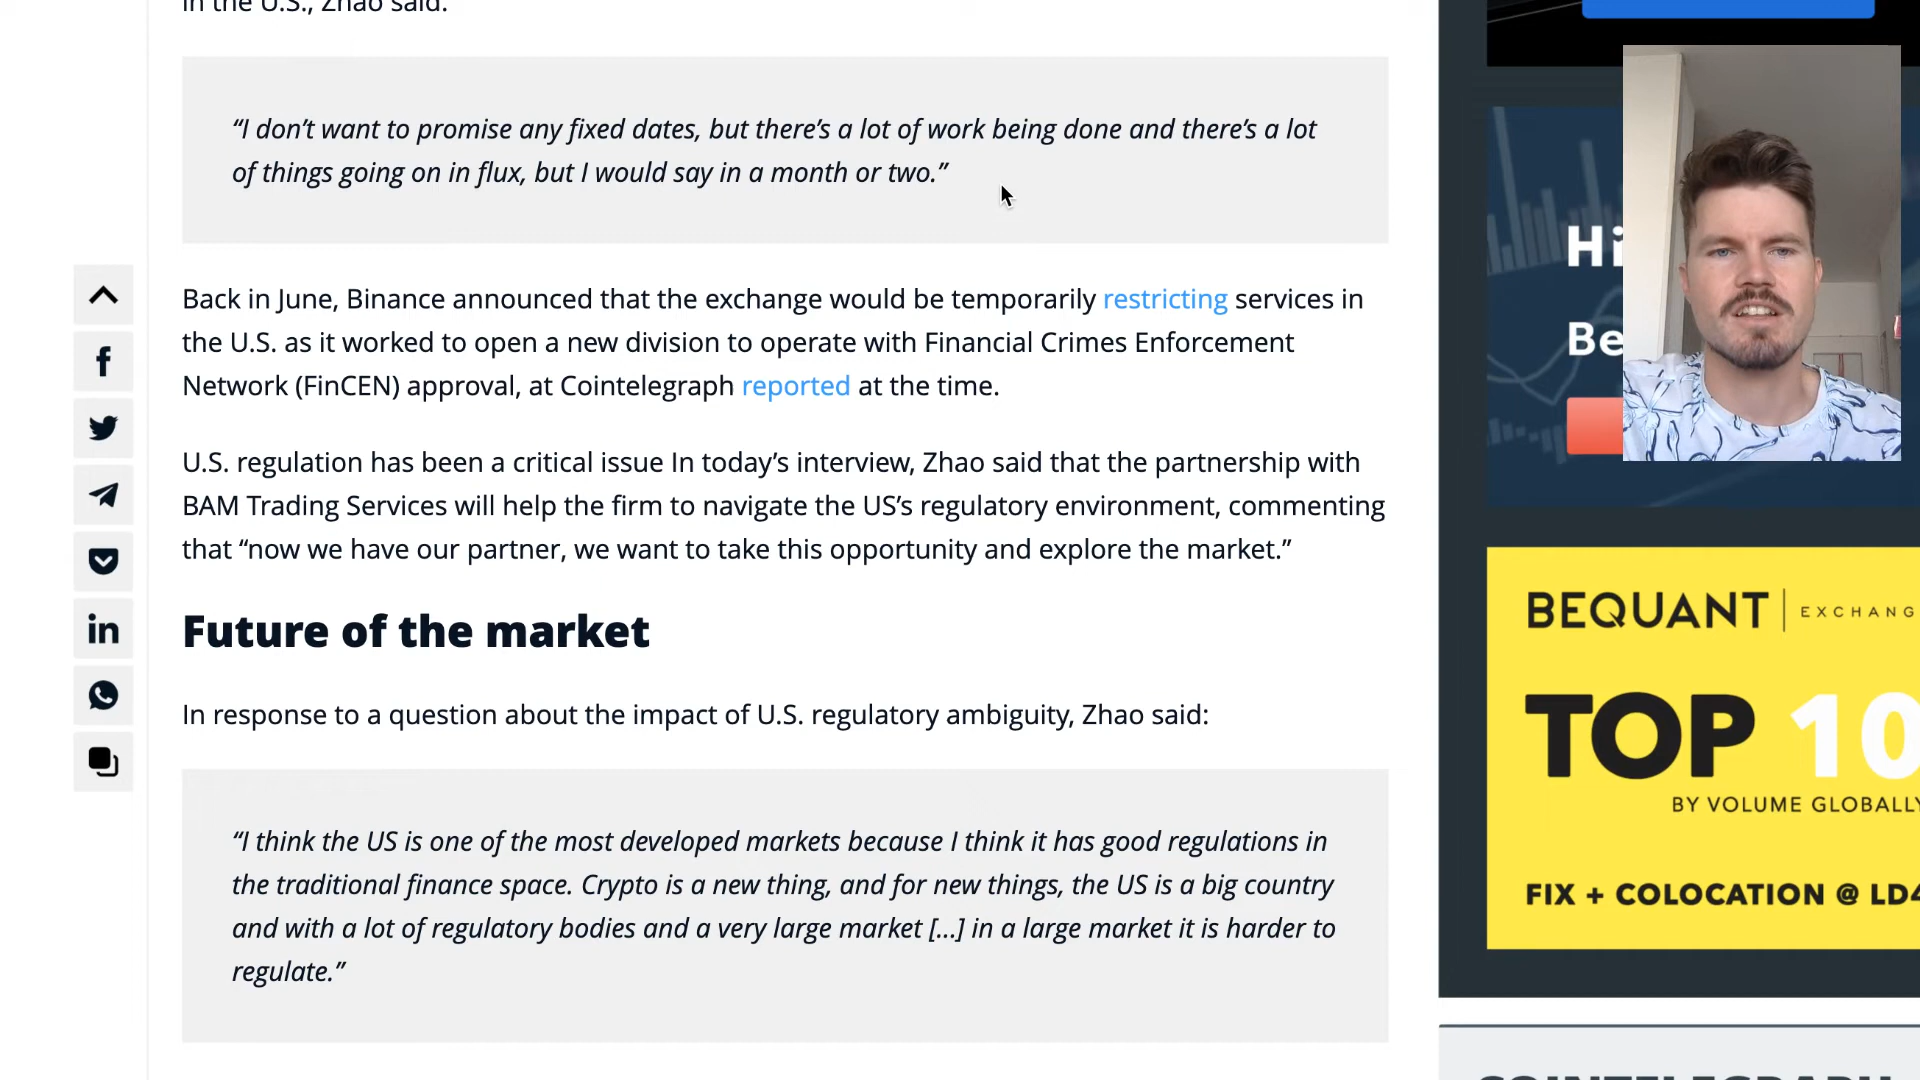 in the U.S., Zhao said:
“I don’t want to promise any fixed dates, but there’s a lot of work being done and there’s a lot
of things going on in flux, but I would say in a month or two.”
Back in June, Binance announced that the exchange would be temporarily restricting services in
the U.S. as it worked to open a new division to operate with Financial Crimes Enforcement
Network (FinCEN) approval, at Cointelegraph reported at the time.
U.S. regulation has been a critical issue In today’s interview, Zhao said that the partnership with
BAM Trading Services will help the firm to navigate the US’s regulatory environment, commenting
that “now we have our partner, we want to take this opportunity and explore the market.”
Future of the market
In response to a question about the impact of U.S. regulatory ambiguity, Zhao said:
“I think the US is one of the most developed markets because I think it has good regulations in
the traditional finance space. Crypto is a new thing, and for new things, the US is a big country
and with a lot of regulatory bodies and a very large market [...] in a large market it is harder to
regulate.”
Hi
Be
BEQUANT EXCHANG
TOP 10
BY VOLUME GLOBALLY
FIX + COLOCATION @ LD4
COINTELEGRAPH